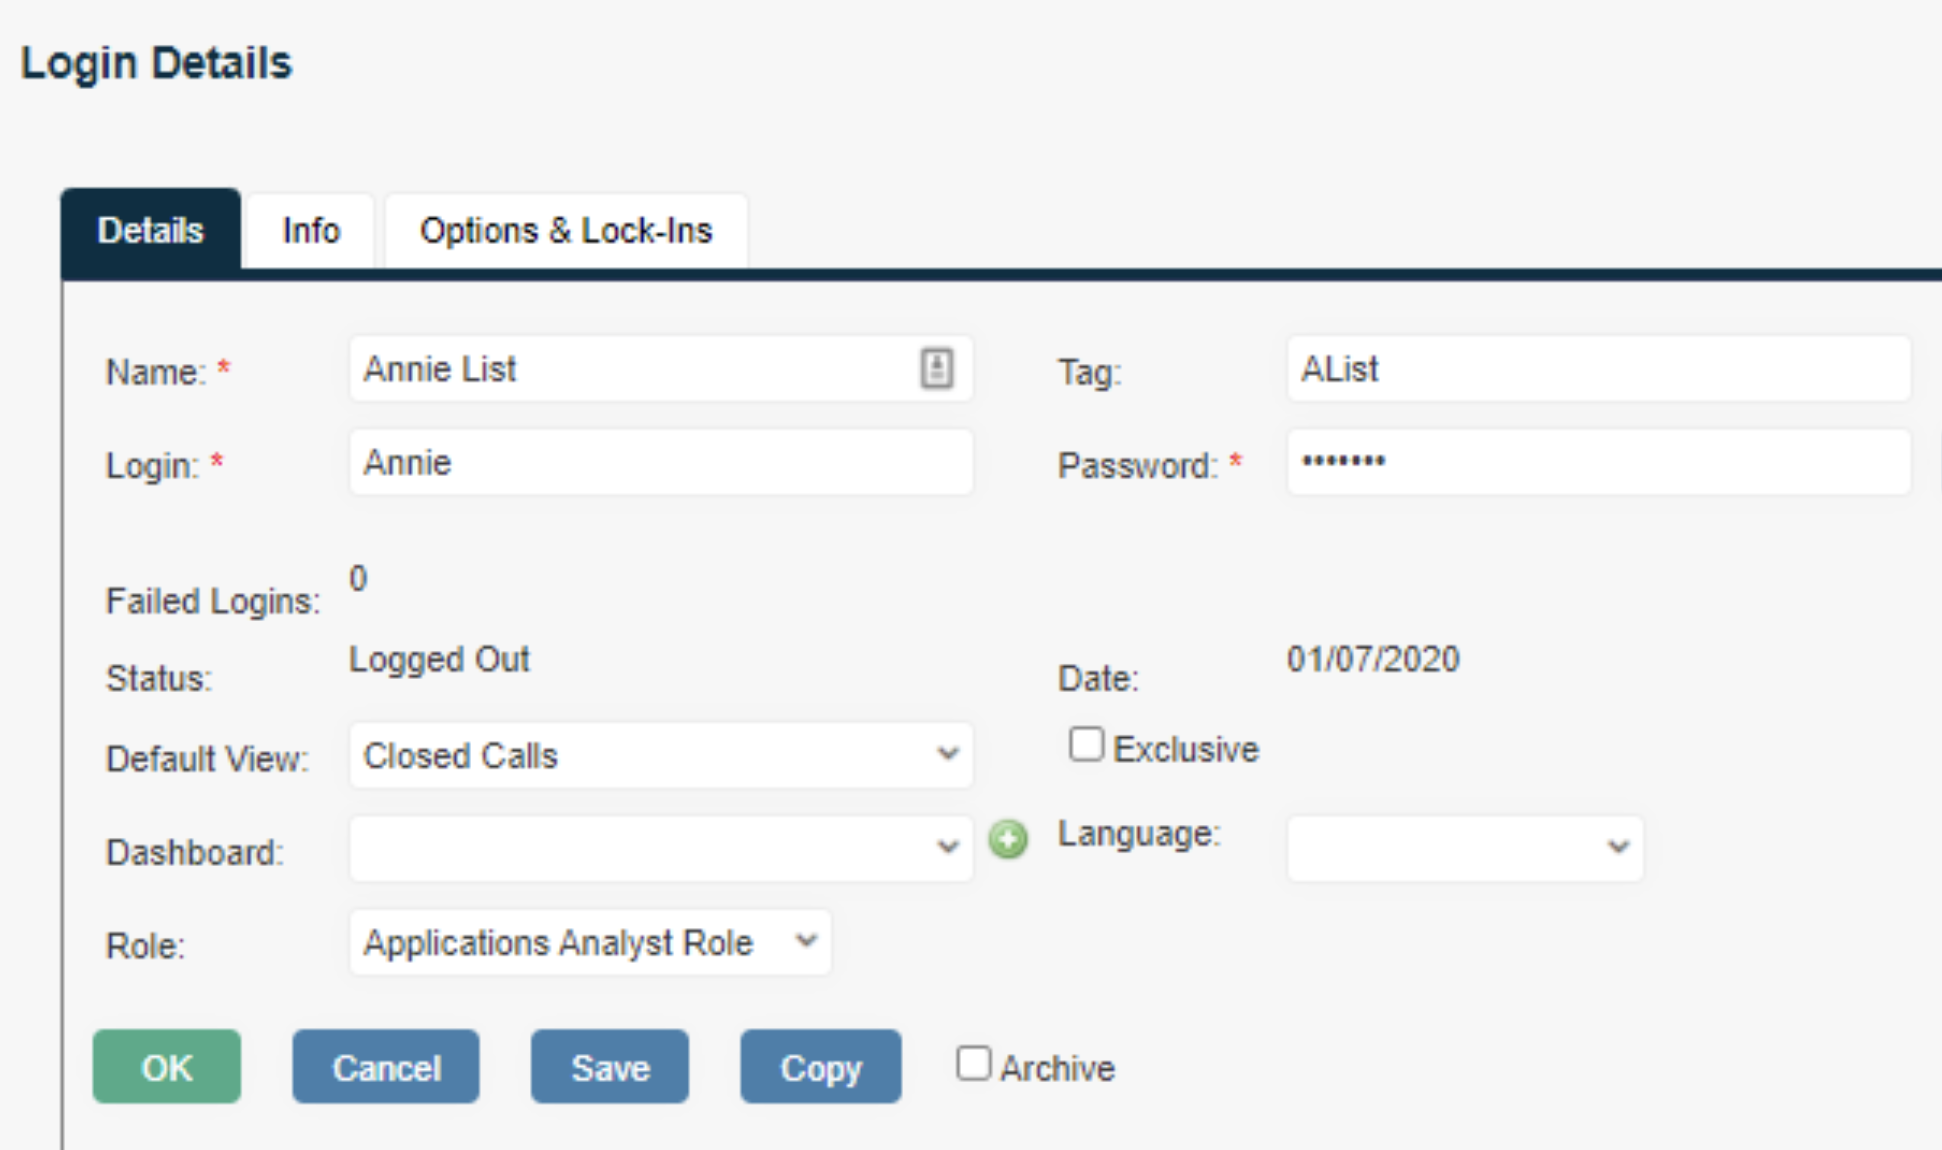 Login Details
Details Info Options & Lock-Ins
Name: * Annie List Tag: AList
Login: * Annie Password: * •••••••
Failed Logins: 0
Status: Logged Out Date: 01/07/2020
Default View: Closed Calls Exclusive
Dashboard: Language:
Role: Applications Analyst Role
OK Cancel Save Copy Archive